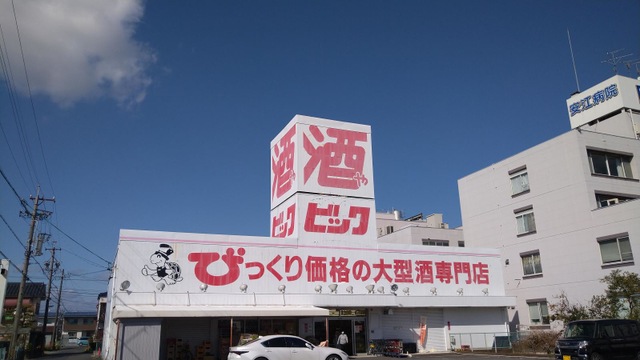 酒や
ビック
酒
ビック
びっくり価格の大型酒専門店
安江病院